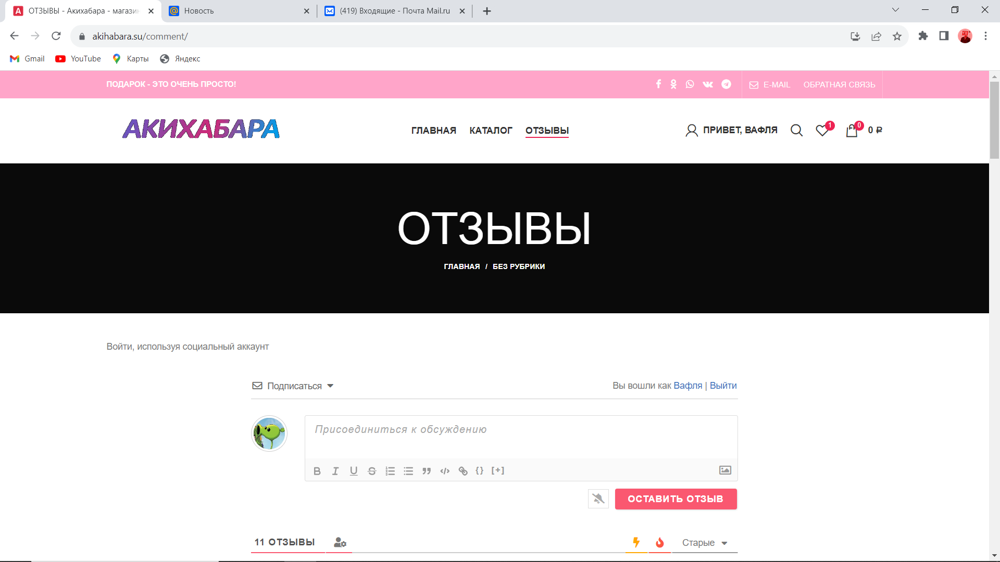 ОТЗЫВЫ - Акихабара - магазин
Новость
(419) Входящие - Почта Mail.ru
akihabara.su/comment/
Gmail
YouTube
Карты
Яндекс
ПОДАРОК - ЭТО ОЧЕНЬ ПРОСТО!
E-MAIL
ОБРАТНАЯ СВЯЗЬ
АКИХАБАРА
ГЛАВНАЯ
КАТАЛОГ
ОТЗЫВЫ
ПРИВЕТ, ВАФЛЯ
1
0
0 ₽
ОТЗЫВЫ
ГЛАВНАЯ / БЕЗ РУБРИКИ
Войти, используя социальный аккаунт
Подписаться
Вы вошли как Вафля | Выйти
Присоединиться к обсуждению
B I U S {} [+]
ОСТАВИТЬ ОТЗЫВ
11 ОТЗЫВЫ
Старые